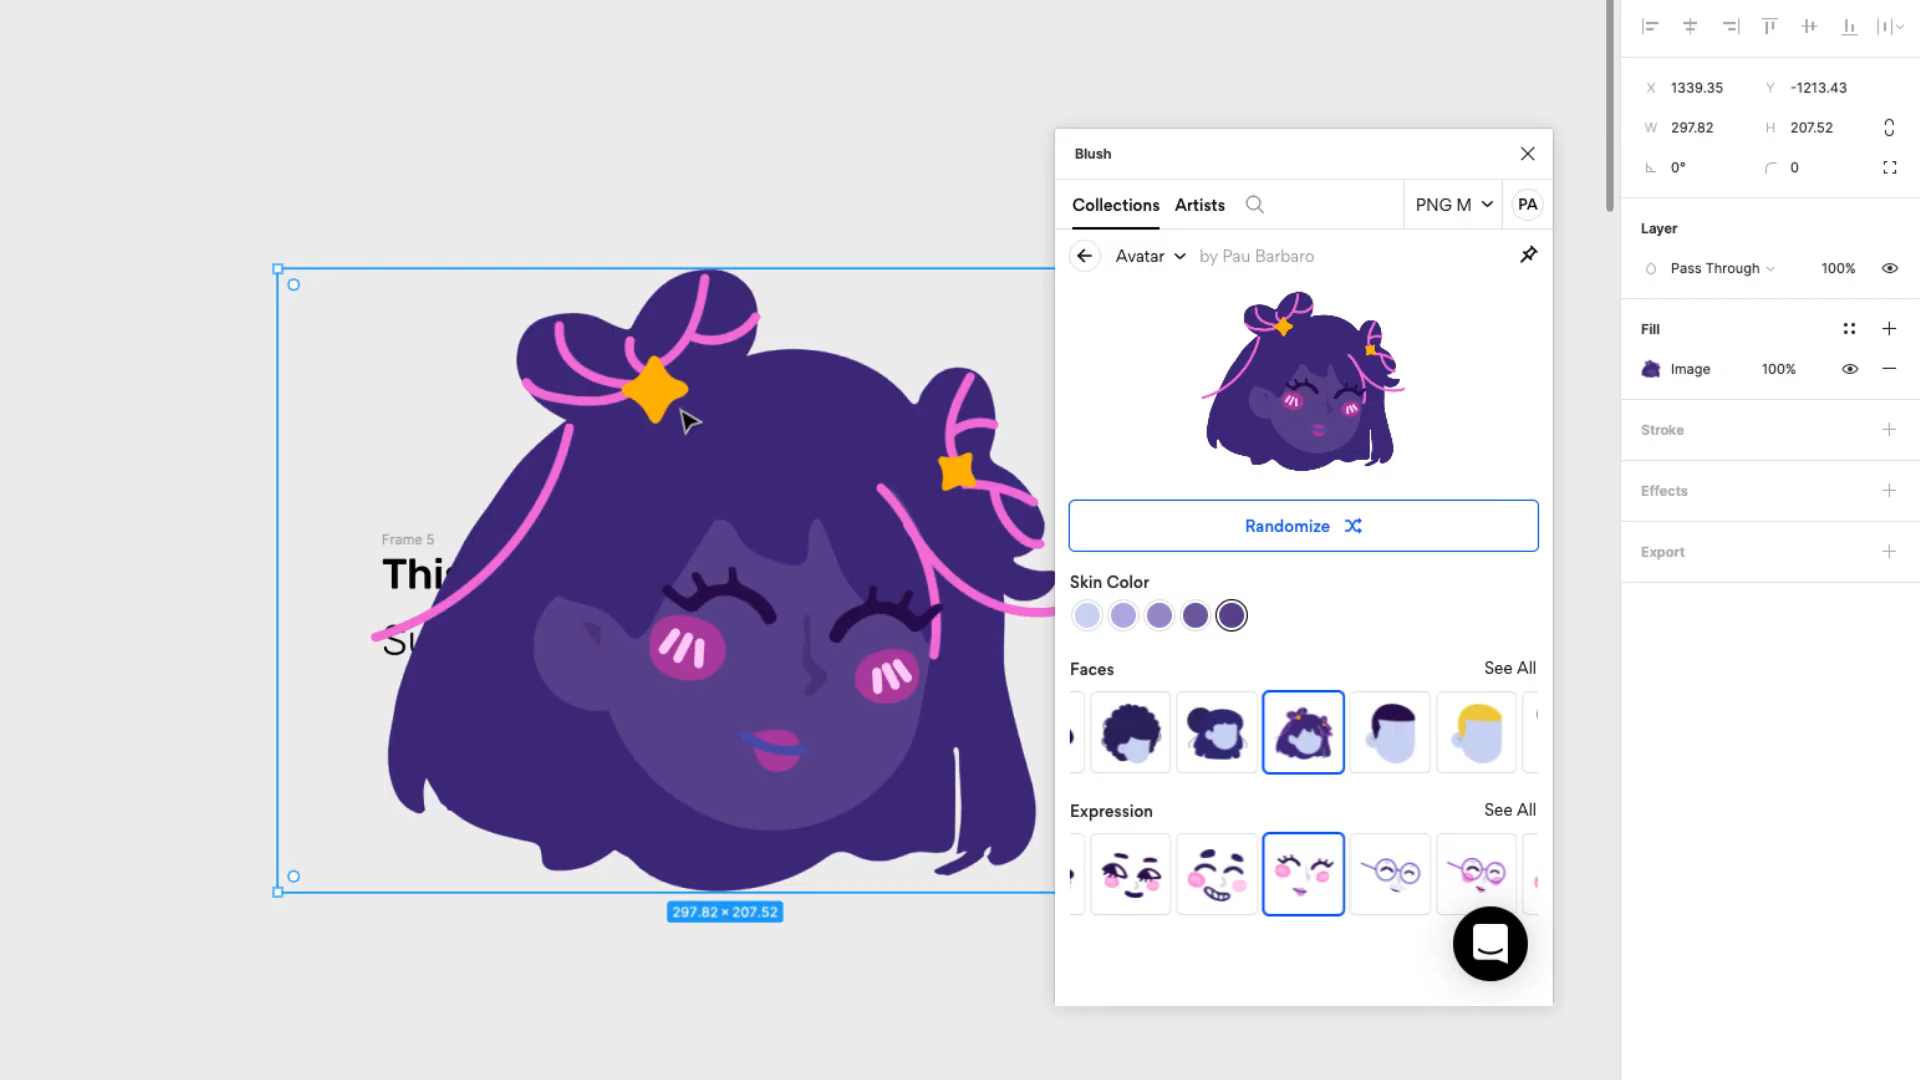 X 1339.35 Y -1213.43
W 297.82 H 207.52
0° 0
Layer
Pass Through 100%
Fill
Image 100%
Stroke
Effects
Export
Blush
Collections Artists PNG M PA
Avatar by Pau Barbaro
Randomize
Skin Color
Faces See All
Expression See All
Frame 5
This
Su
297.82 × 207.52